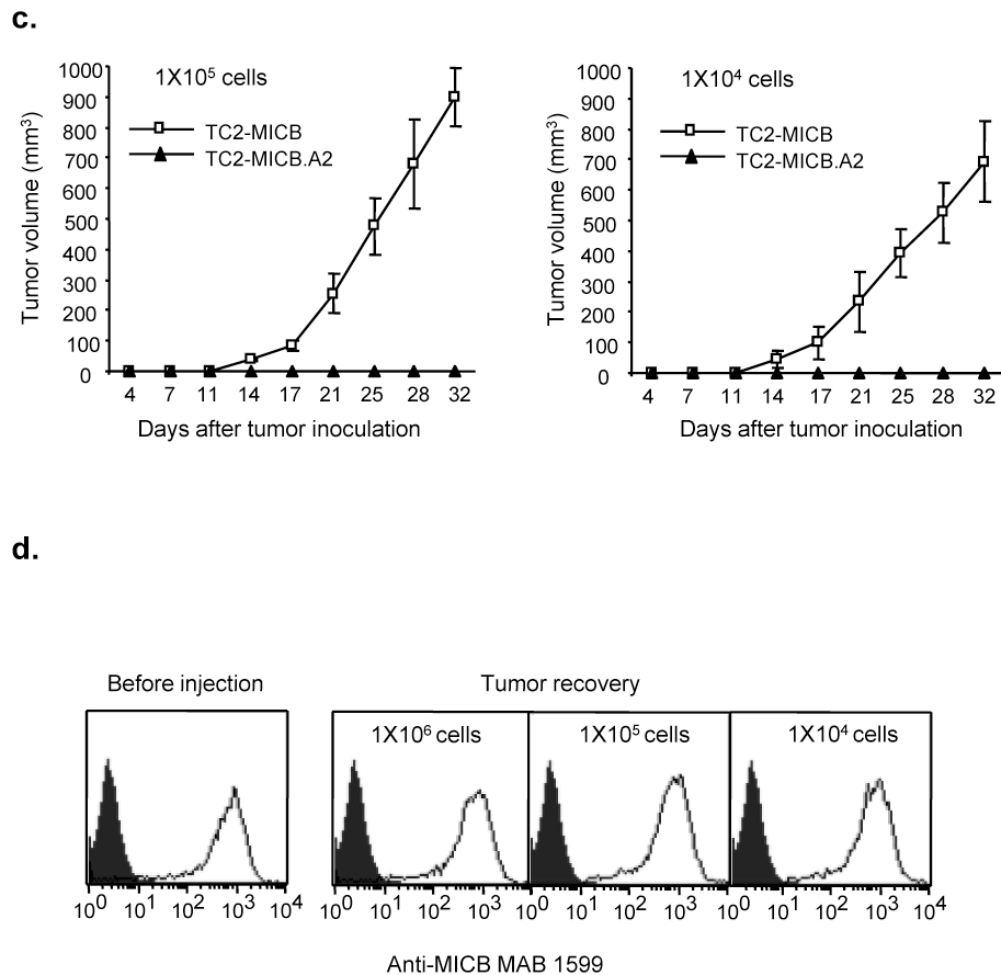 c.
1X10⁵ cells
TC2-MICB
TC2-MICB.A2
Tumor volume (mm³)
1000
900
800
700
600
500
400
300
200
100
0
4 7 11 14 17 21 25 28 32
Days after tumor inoculation
1X10⁴ cells
TC2-MICB
TC2-MICB.A2
Tumor volume (mm³)
1000
900
800
700
600
500
400
300
200
100
0
4 7 11 14 17 21 25 28 32
Days after tumor inoculation
d.
Before injection
Tumor recovery
1X10⁶ cells
1X10⁵ cells
1X10⁴ cells
10⁰ 10¹ 10² 10³ 10⁴
10⁰ 10¹ 10² 10³ 10⁰ 10¹ 10² 10³ 10⁰ 10¹ 10² 10³ 10⁴
Anti-MICB MAB 1599